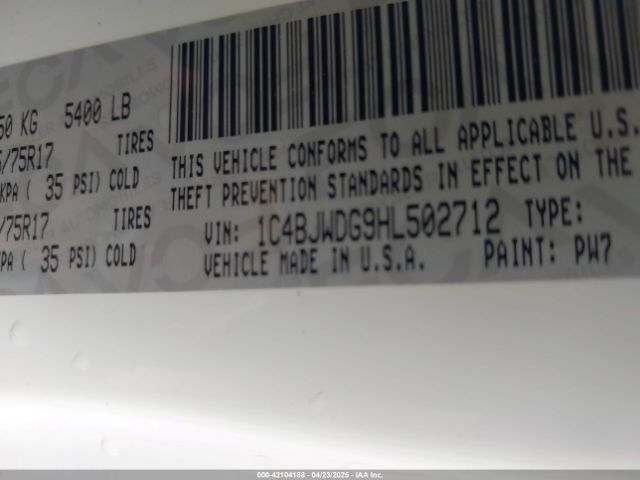 50 KG 5400 LB
/75R17 TIRES
KPA ( 35 PSI) COLD
/75R17 TIRES
KPA ( 35 PSI) COLD
THIS VEHICLE CONFORMS TO ALL APPLICABLE U.S.
THEFT PREVENTION STANDARDS IN EFFECT ON THE
VIN: 1C4BJWDG9HL502712 TYPE:
VEHICLE MADE IN U.S.A. PAINT: PW7
000-42104188 - 04/23/2025 - IAA Inc.